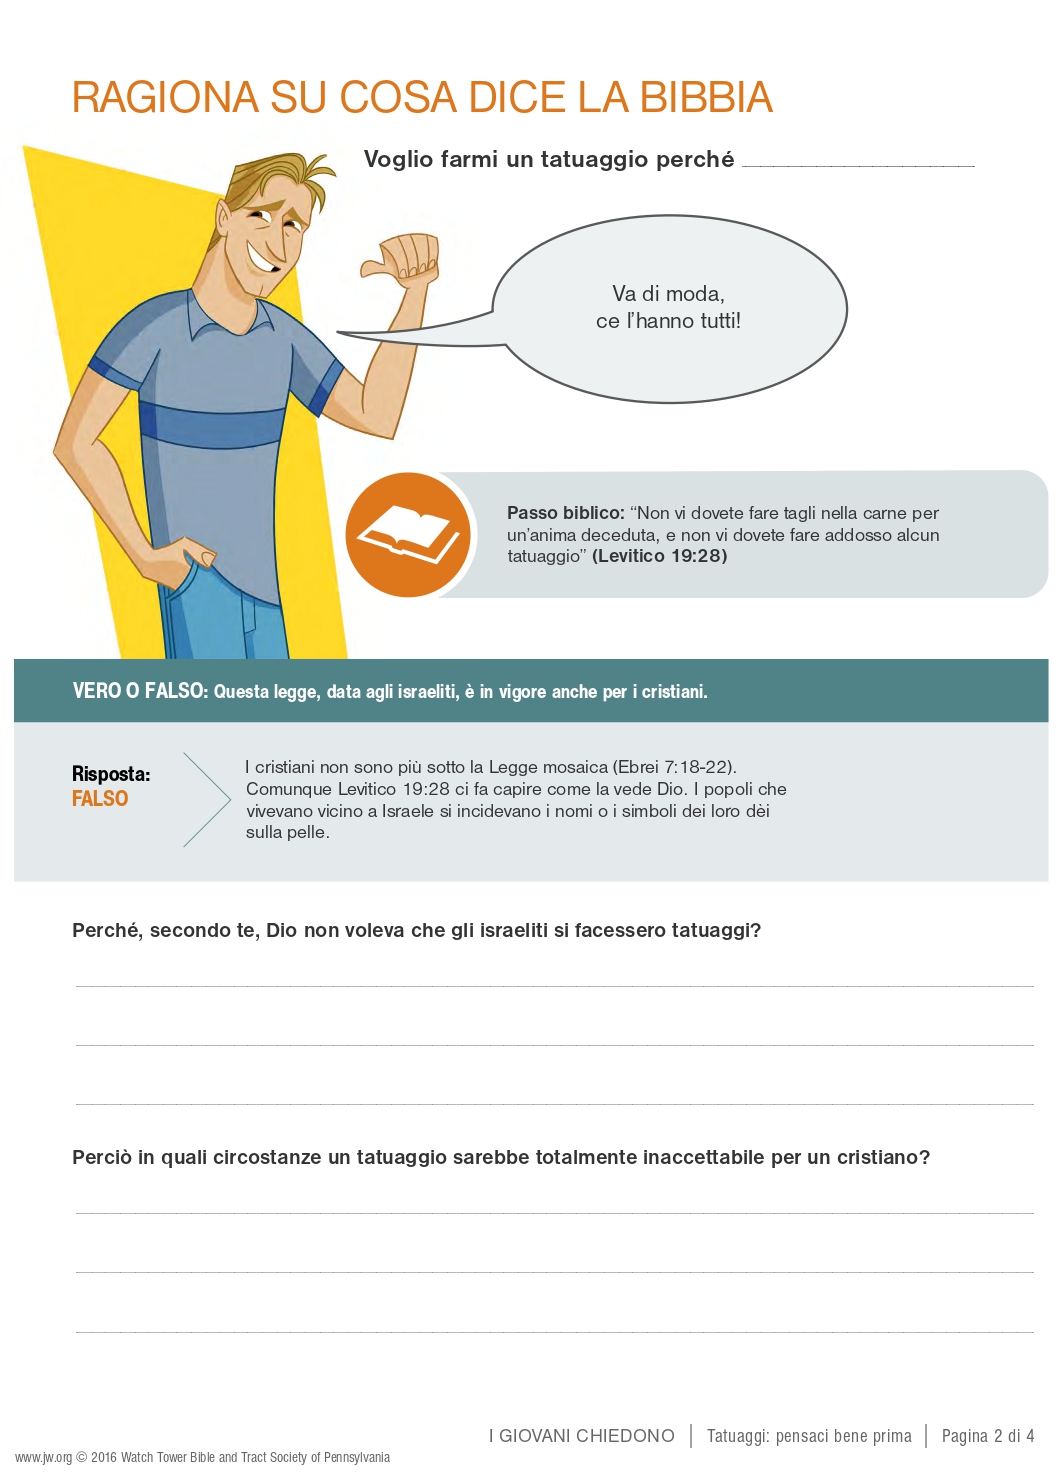 RAGIONA SU COSA DICE LA BIBBIA
Voglio farmi un tatuaggio perché
Va di moda,
ce l’hanno tutti!
Passo biblico: “Non vi dovete fare tagli nella carne per
un’anima deceduta, e non vi dovete fare addosso alcun
tatuaggio” (Levitico 19:28)
VERO O FALSO: Questa legge, data agli israeliti, è in vigore anche per i cristiani.
Risposta:
FALSO
I cristiani non sono più sotto la Legge mosaica (Ebrei 7:18-22).
Comunque Levitico 19:28 ci fa capire come la vede Dio. I popoli che
vivevano vicino a Israele si incidevano i nomi o i simboli dei loro dèi
sulla pelle.
Perché, secondo te, Dio non voleva che gli israeliti si facessero tatuaggi?
Perciò in quali circostanze un tatuaggio sarebbe totalmente inaccettabile per un cristiano?
I GIOVANI CHIEDONO | Tatuaggi: pensaci bene prima | Pagina 2 di 4
www.jw.org © 2016 Watch Tower Bible and Tract Society of Pennsylvania